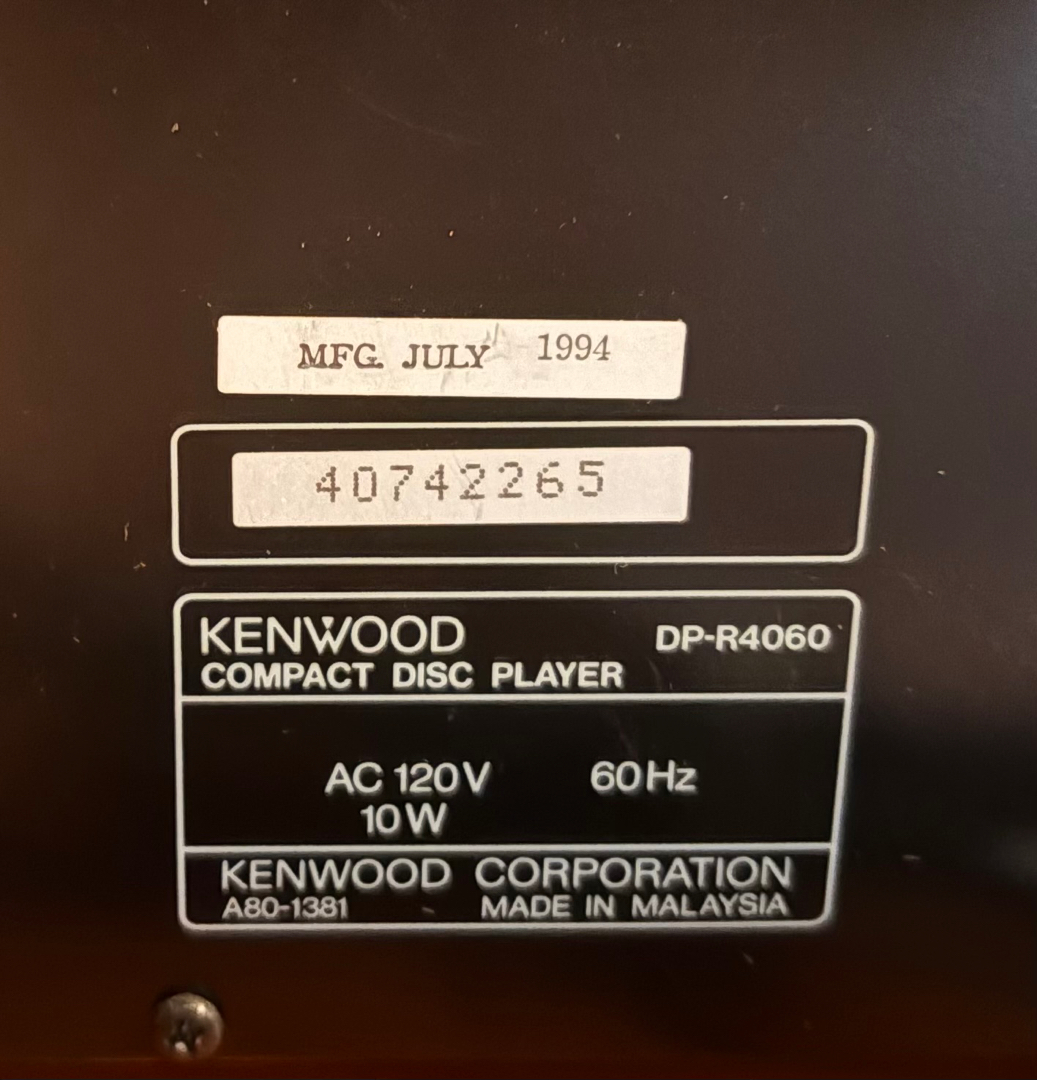 MFG. JULY 1994
40742265
KENWOOD DP-R4060
COMPACT DISC PLAYER
AC 120V 60Hz
10W
KENWOOD CORPORATION
A80-1381 MADE IN MALAYSIA